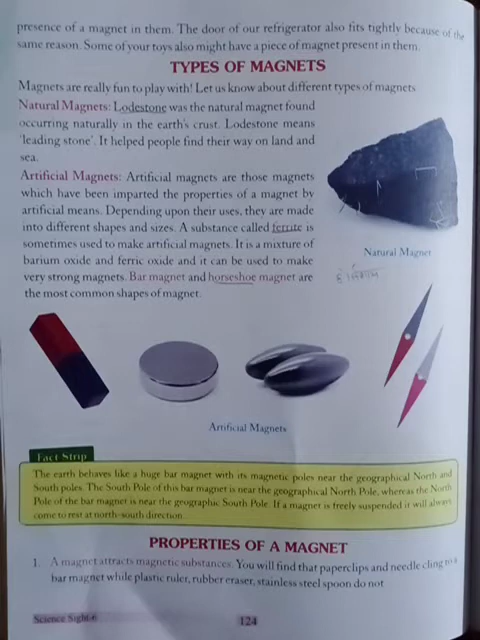 presence of a magnet in them. The door of our refrigerator also fits tightly because of the
same reason. Some of your toys also might have a piece of magnet present in them.
TYPES OF MAGNETS
Magnets are really fun to play with! Let us know about different types of magnets
Natural Magnets: Lodestone was the natural magnet found
occurring naturally in the earth's crust. Lodestone means
'leading stone'. It helped people find their way on land and
sea.
Artificial Magnets: Artificial magnets are those magnets
which have been imparted the properties of a magnet by
artificial means. Depending upon their uses, they are made
into different shapes and sizes. A substance called ferrite is
sometimes used to make artificial magnets. It is a mixture of
barium oxide and ferric oxide and it can be used to make
very strong magnets. Bar magnet and horseshoe magnet are
the most common shapes of magnet.
Natural Magnet
Artificial Magnets
Fact Strip
The earth behaves like a huge bar magnet with its magnetic poles near the geographical North and
South poles. The South Pole of this bar magnet is near the geographical North Pole, whereas the North
Pole of the bar magnet is near the geographic South Pole. If a magnet is freely suspended it will always
come to rest at north-south direction.
PROPERTIES OF A MAGNET
1. A magnet attracts magnetic substances. You will find that paperclips and needle cling to a
bar magnet while plastic ruler, rubber eraser, stainless steel spoon do not
Science Sight-6
124